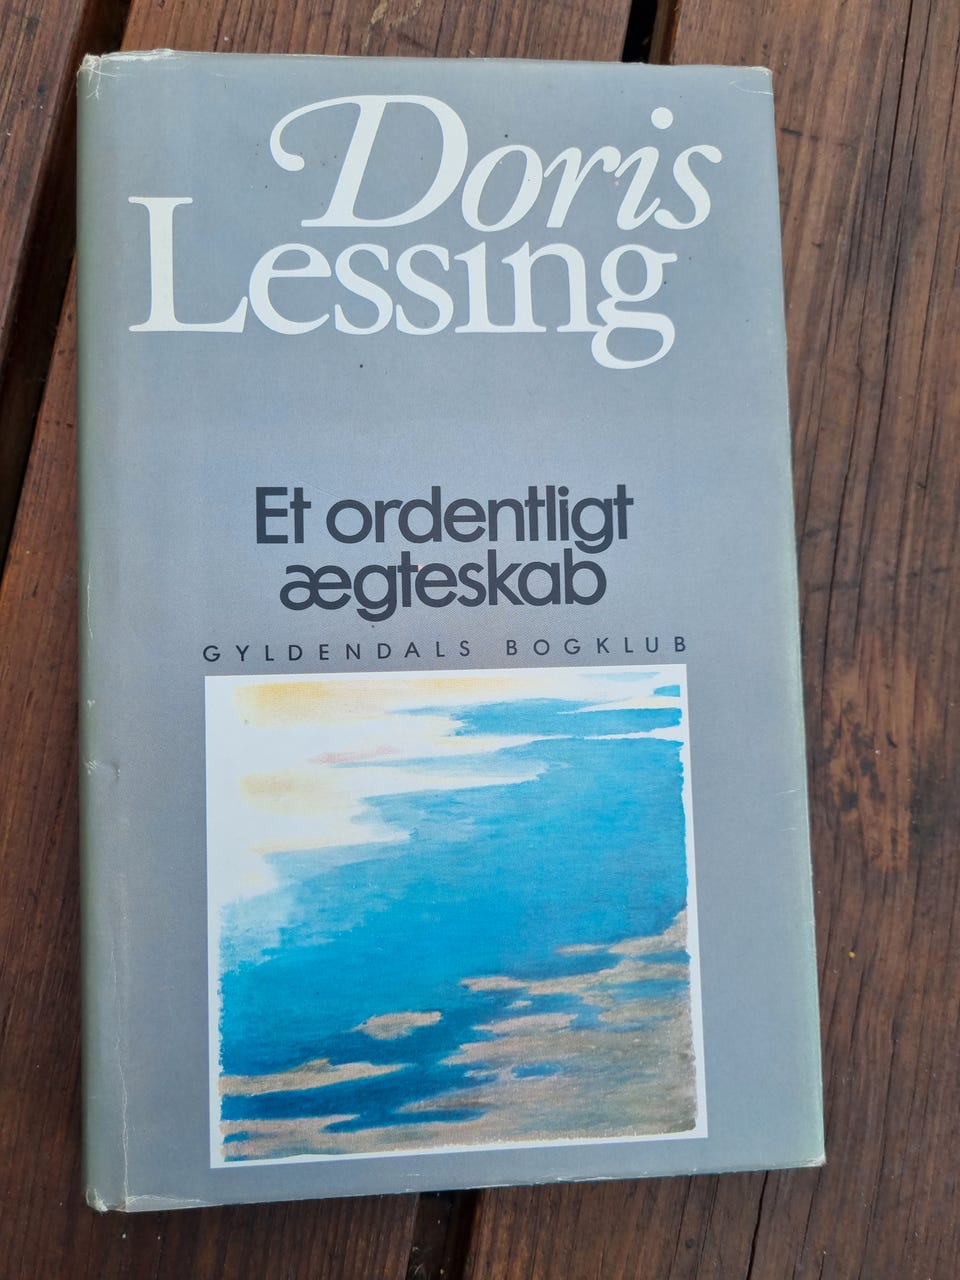 Doris
Lessing
Et ordentligt
ægteskab
GYLDENDALS BOGKLUB